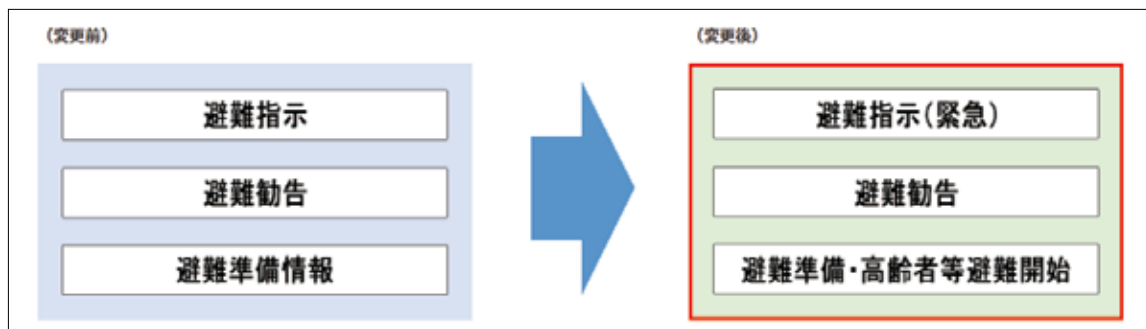 （変更前）
避難指示
避難勧告
避難準備情報
（変更後）
避難指示（緊急）
避難勧告
避難準備・高齢者等避難開始